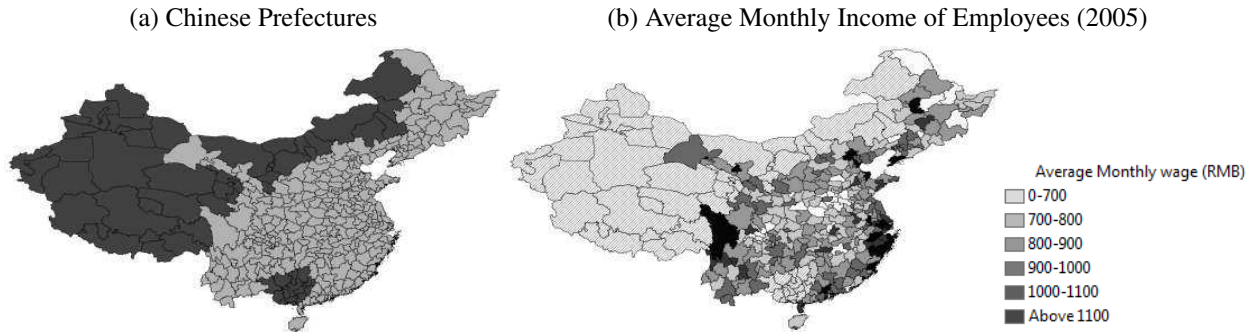 (a) Chinese Prefectures
(b) Average Monthly Income of Employees (2005)
Average Monthly wage (RMB)
0-700
700-800
800-900
900-1000
1000-1100
Above 1100